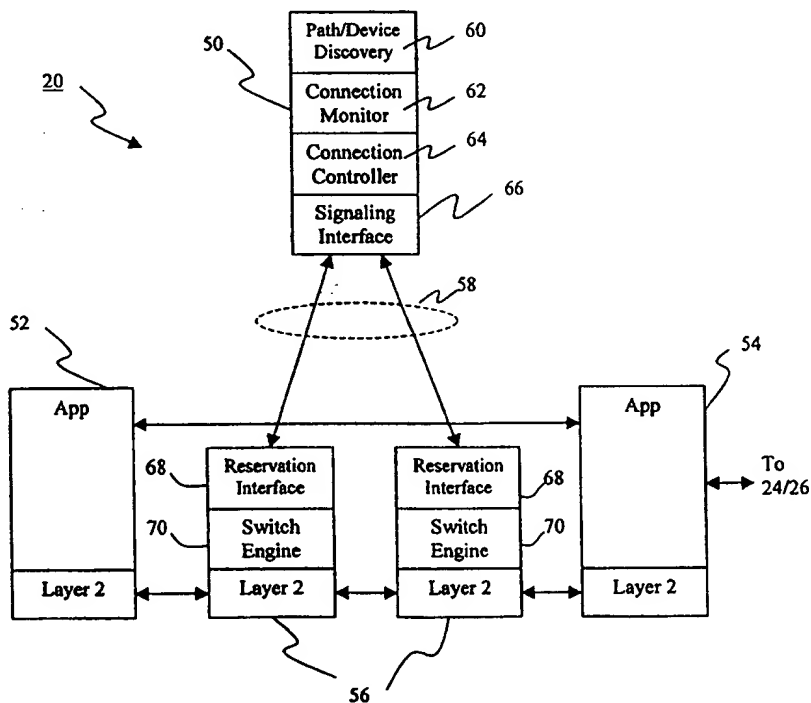 Path/Device
Discovery
60
50
20
Connection
Monitor
62
Connection
Controller
64
Signaling
Interface
66
58
52
54
App
App
68
Reservation
Interface
Reservation
Interface
68
To
24/26
70
Switch
Engine
Switch
Engine
70
Layer 2
Layer 2
Layer 2
Layer 2
56